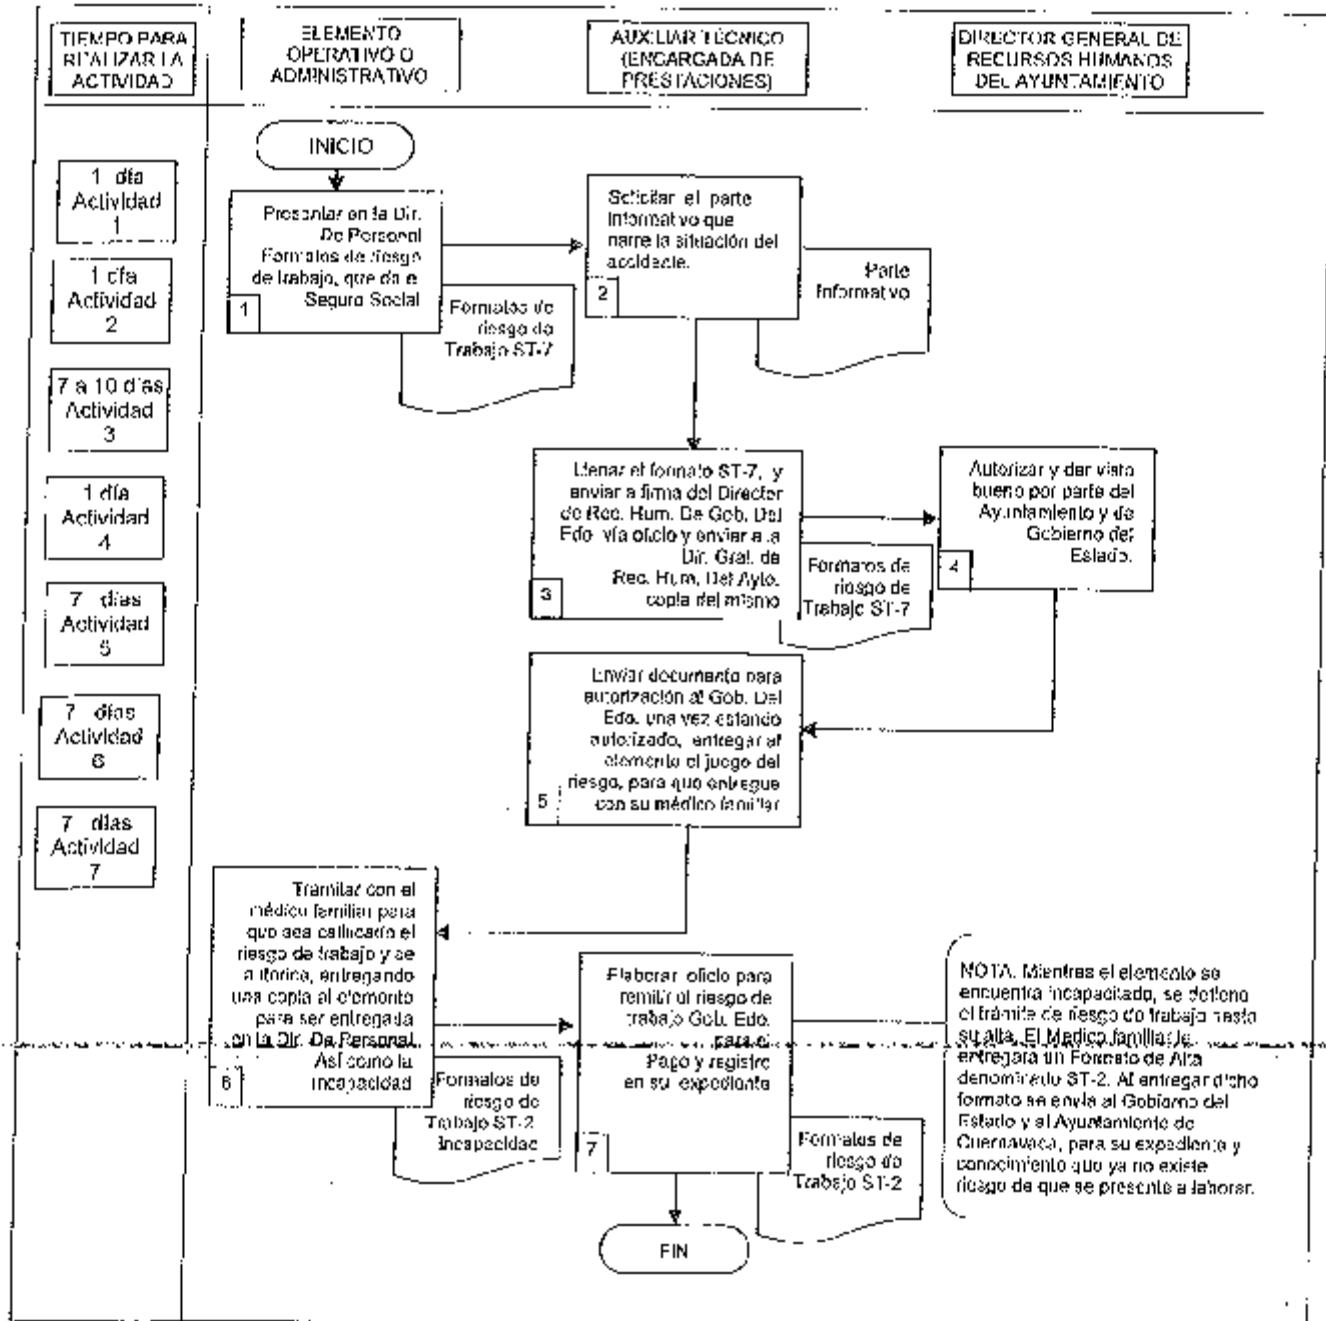 TIEMPO PARA
REALIZAR LA
ACTIVIDAD
ELEMENTO
OPERATIVO O
ADMINISTRATIVO
AUXILIAR TÉCNICO
(ENCARGADA DE
PRESTACIONES)
DIRECTOR GENERAL DE
RECURSOS HUMANOS
DEL AYUNTAMIENTO
INICIO
1 día
Actividad
1
1 día
Actividad
2
7 a 10 días
Actividad
3
1 día
Actividad
4
7 días
Actividad
5
7 días
Actividad
6
7 días
Actividad
7
Presentar en la Dir.
De Personal
Formatos de riesgo
de trabajo, que da el
Seguro Social
1
Formatos de
riesgo de
Trabajo ST-7
Solicitar el parte
Informativo que
narre la situación del
accidente.
2
Parte
Informativo
Llenar el formato ST-7, y
enviar a firma del Director
de Rec. Hum. De Gob. Del
Edo. vía oficio y enviar a la
Dir. Gral. de
Rec. Hum. Del Ayto.
copia del mismo
3
Formatos de
riesgo de
Trabajo ST-7
Autorizar y dar visto
bueno por parte del
Ayuntamiento y de
Gobierno del
Estado.
4
Enviar documento para
autorización al Gob. Del
Edo. una vez estando
autorizado, entregar al
elemento el juego del
riesgo, para que entregue
con su médico familiar
5
Tramitar con el
médico familiar para
que sea calificado el
riesgo de trabajo y se
autorice, entregando
una copia al elemento
para ser entregada
en la Dir. De Personal
Así como la
incapacidad
6
Formatos de
riesgo de
Trabajo ST-2
Incapacidad
Elaborar oficio para
remitir el riesgo de
trabajo Gob. Edo.
para el
Pago y registro
en su expediente
7
Formatos de
riesgo de
Trabajo ST-2
FIN
NOTA. Mientras el elemento se
encuentra incapacitado, se detiene
el trámite de riesgo de trabajo hasta
su alta. El Medico familiar le
entregara un Formato de Alta
denominado ST-2. Al entregar dicho
formato se envía al Gobierno del
Estado y al Ayuntamiento de
Cuernavaca, para su expediente y
conocimiento que ya no existe
riesgo de que se presente a laborar.